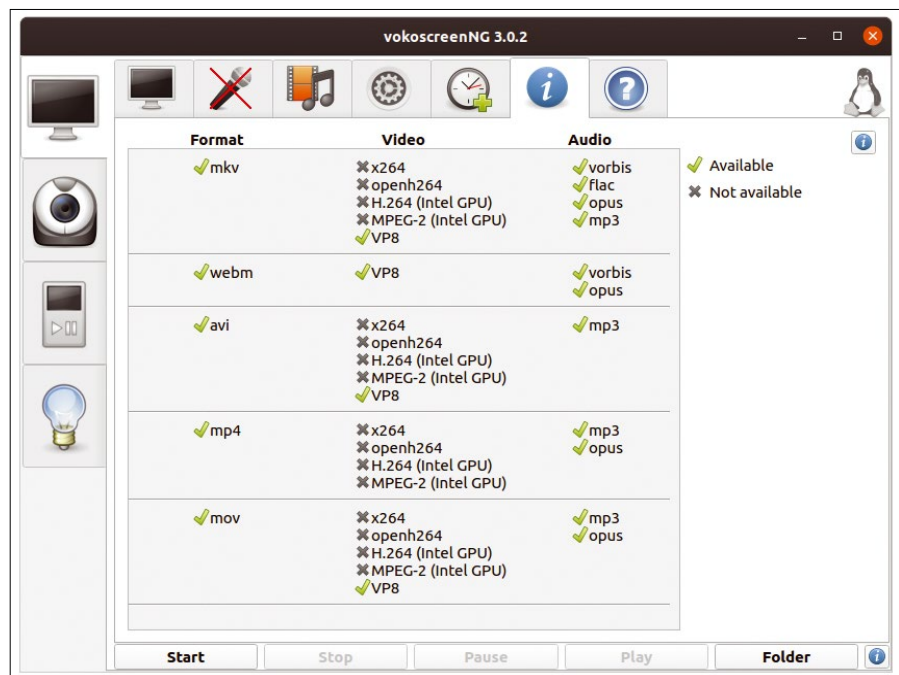 vokoscreenNG 3.0.2
Format Video Audio
✔mkv ✖x264 ✔vorbis
✖openh264 ✔flac
✖H.264 (Intel GPU) ✔opus
✖MPEG-2 (Intel GPU) ✔mp3
✔VP8
✔ Available
✖ Not available
✔webm ✔VP8 ✔vorbis
✔opus
✔avi ✖x264 ✔mp3
✖openh264
✖H.264 (Intel GPU)
✖MPEG-2 (Intel GPU)
✔VP8
✔mp4 ✖x264 ✔mp3
✖openh264 ✔opus
✖H.264 (Intel GPU)
✖MPEG-2 (Intel GPU)
✔mov ✖x264 ✔mp3
✖openh264 ✔opus
✖H.264 (Intel GPU)
✖MPEG-2 (Intel GPU)
✔VP8
Start Stop Pause Play Folder